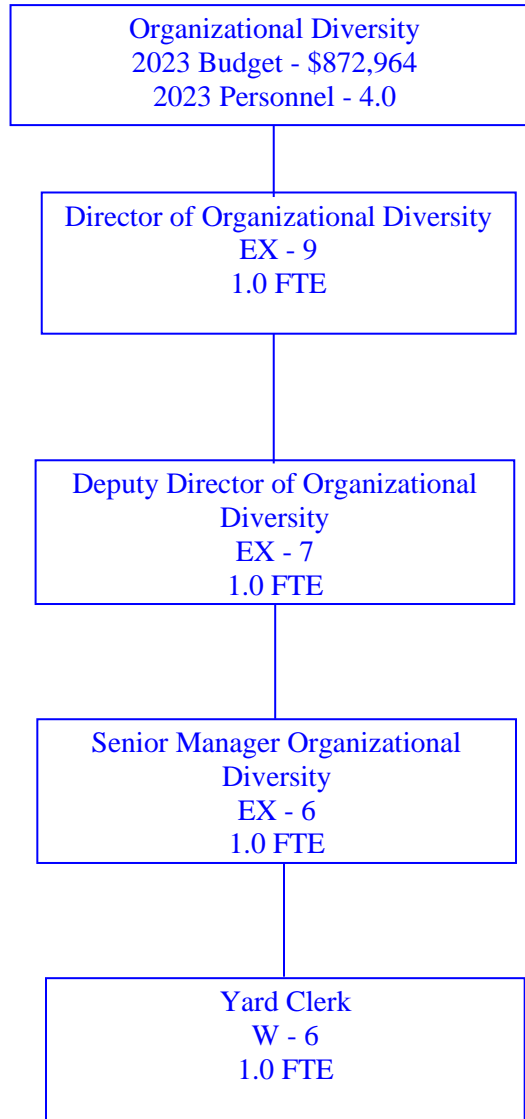 Organizational Diversity
2023 Budget - $872,964
2023 Personnel - 4.0
Director of Organizational Diversity
EX - 9
1.0 FTE
Deputy Director of Organizational
Diversity
EX - 7
1.0 FTE
Senior Manager Organizational
Diversity
EX - 6
1.0 FTE
Yard Clerk
W - 6
1.0 FTE